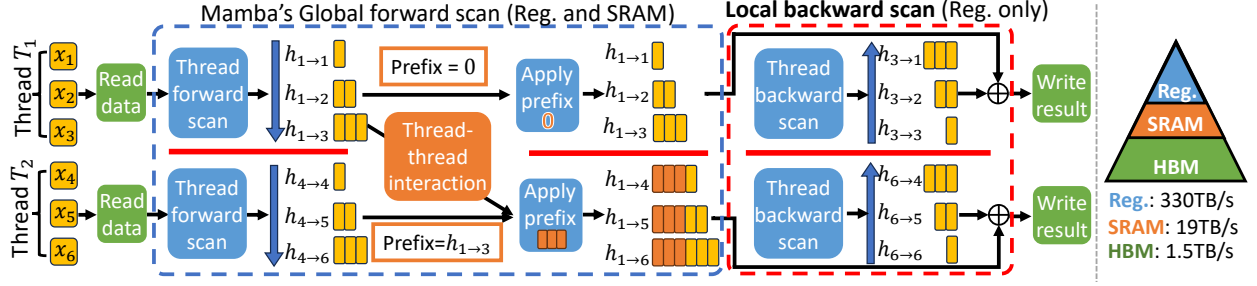 Mamba's Global forward scan (Reg. and SRAM)
Local backward scan (Reg. only)
Thread T₁
x₁
x₂
x₃
Read data
Thread forward scan
h₁→₁
h₁→₂
h₁→₃
Prefix = 0
Thread-thread interaction
Apply prefix 0
h₁→₁
h₁→₂
h₁→₃
Thread backward scan
h₃→₁
h₃→₂
h₃→₃
Write result
Thread T₂
x₄
x₅
x₆
Read data
Thread forward scan
h₄→₄
h₄→₅
h₄→₆
Prefix=h₁→₃
Apply prefix
h₁→₄
h₁→₅
h₁→₆
Thread backward scan
h₆→₄
h₆→₅
h₆→₆
Write result
Reg.
SRAM
HBM
Reg.: 330TB/s
SRAM: 19TB/s
HBM: 1.5TB/s